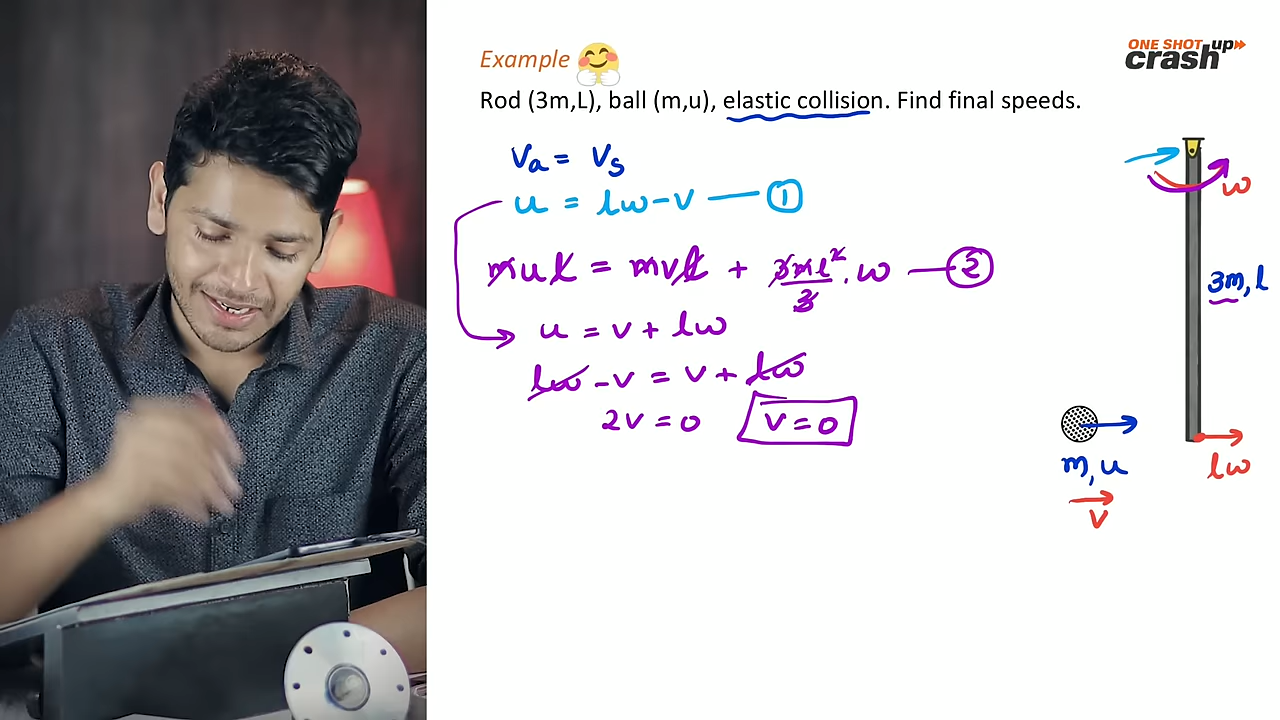 Example
ONE SHOT
crash up
Rod (3m,L), ball (m,u), elastic collision. Find final speeds.
Va = Vs
u = lω - v — ①
mul = mvl + 3ml²/3 . ω — ②
u = v + lω
lω - v = v + lω
2v = 0 v = 0
ω
3m, l
m, u
lω
v